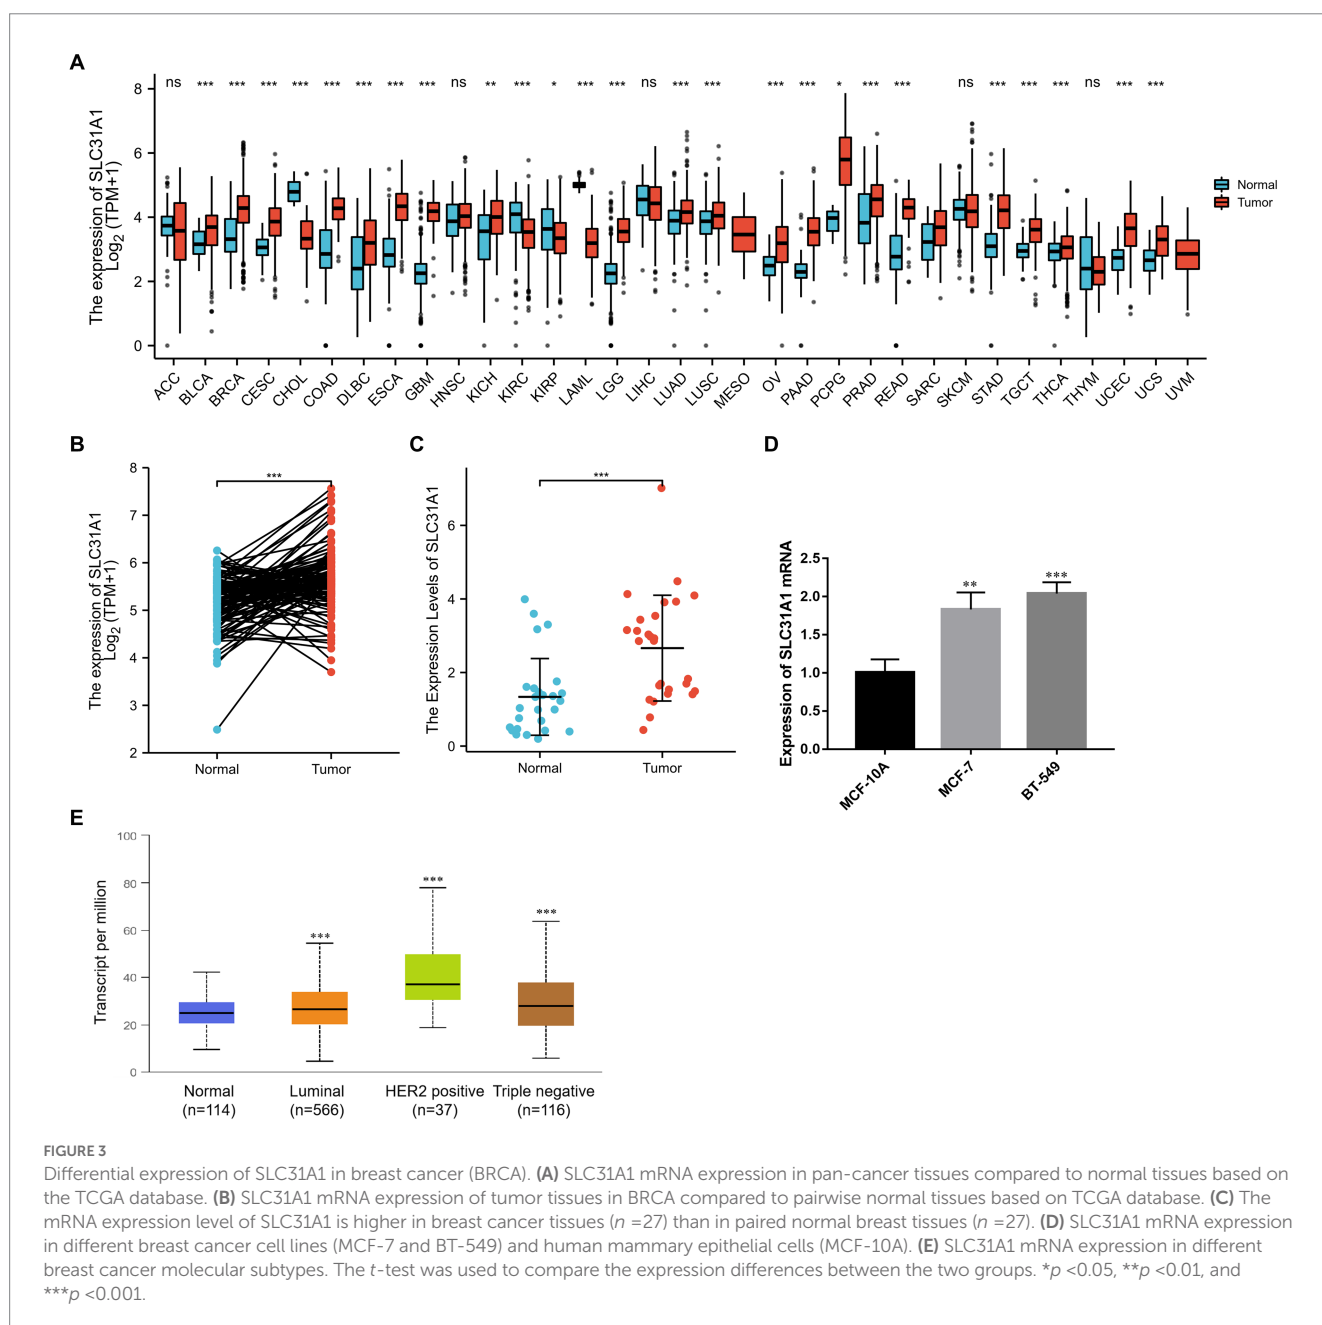 A
ns *** *** *** *** *** *** *** *** ns ** *** * *** *** ns *** *** *** *** * *** *** ns *** *** *** ns *** ***
The expression of SLC31A1
Log2 (TPM+1)
8
6
4
2
0
Normal
Tumor
ACC BLCA BRCA CESC CHOL COAD DLBC ESCA GBM HNSC KICH KIRC KIRP LAML LGG LIHC LUAD LUSC MESO OV PAAD PCPG PRAD READ SARC SKCM STAD TGCT THCA THYM UCEC UCS UVM
B
***
The expression of SLC31A1
Log2 (TPM+1)
8
7
6
5
4
3
2
Normal Tumor
C
***
The Expression Levels of SLC31A1
6
4
2
0
Normal Tumor
D
Expression of SLC31A1 mRNA
2.5
2.0
1.5
1.0
0.5
0.0
** ***
MCF-10A MCF-7 BT-549
E
Transcript per million
100
80
60
40
20
0
*** *** ***
Normal Luminal HER2 positive Triple negative
(n=114) (n=566) (n=37) (n=116)
FIGURE 3
Differential expression of SLC31A1 in breast cancer (BRCA). (A) SLC31A1 mRNA expression in pan-cancer tissues compared to normal tissues based on
the TCGA database. (B) SLC31A1 mRNA expression of tumor tissues in BRCA compared to pairwise normal tissues based on TCGA database. (C) The
mRNA expression level of SLC31A1 is higher in breast cancer tissues (n =27) than in paired normal breast tissues (n =27). (D) SLC31A1 mRNA expression
in different breast cancer cell lines (MCF-7 and BT-549) and human mammary epithelial cells (MCF-10A). (E) SLC31A1 mRNA expression in different
breast cancer molecular subtypes. The t-test was used to compare the expression differences between the two groups. *p <0.05, **p <0.01, and
***p <0.001.